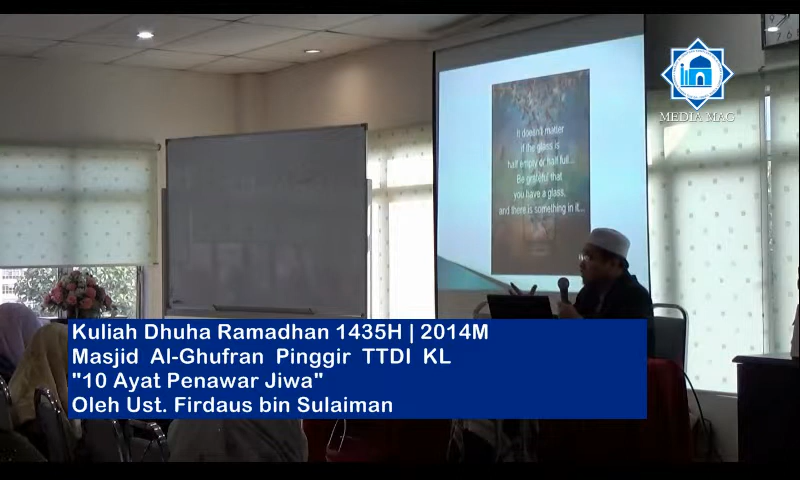 It doesn't matter
if the glass is
half empty or half full...
Be grateful that
you have a glass,
and there is something in it...
MEDIA MAG
Kuliah Dhuha Ramadhan 1435H | 2014M
Masjid Al-Ghufran Pinggir TTDI KL
"10 Ayat Penawar Jiwa"
Oleh Ust. Firdaus bin Sulaiman